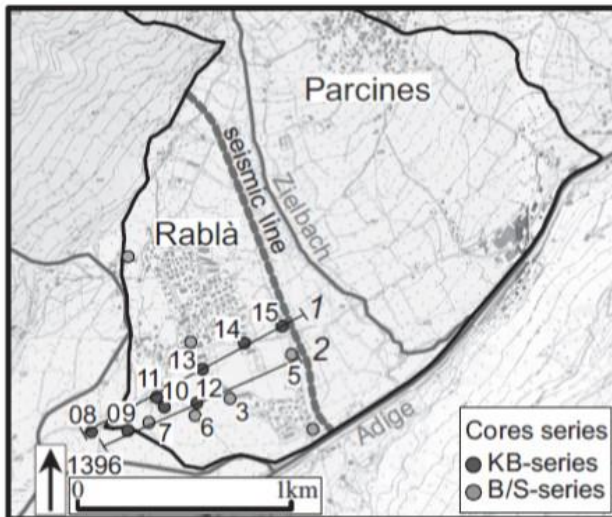 Parcines
seismic line
Zielbach
Rablà
15
1
14
2
13
5
11
10
12
3
08
09
7
6
Adige
1396
0
1km
Cores series
KB-series
B/S-series